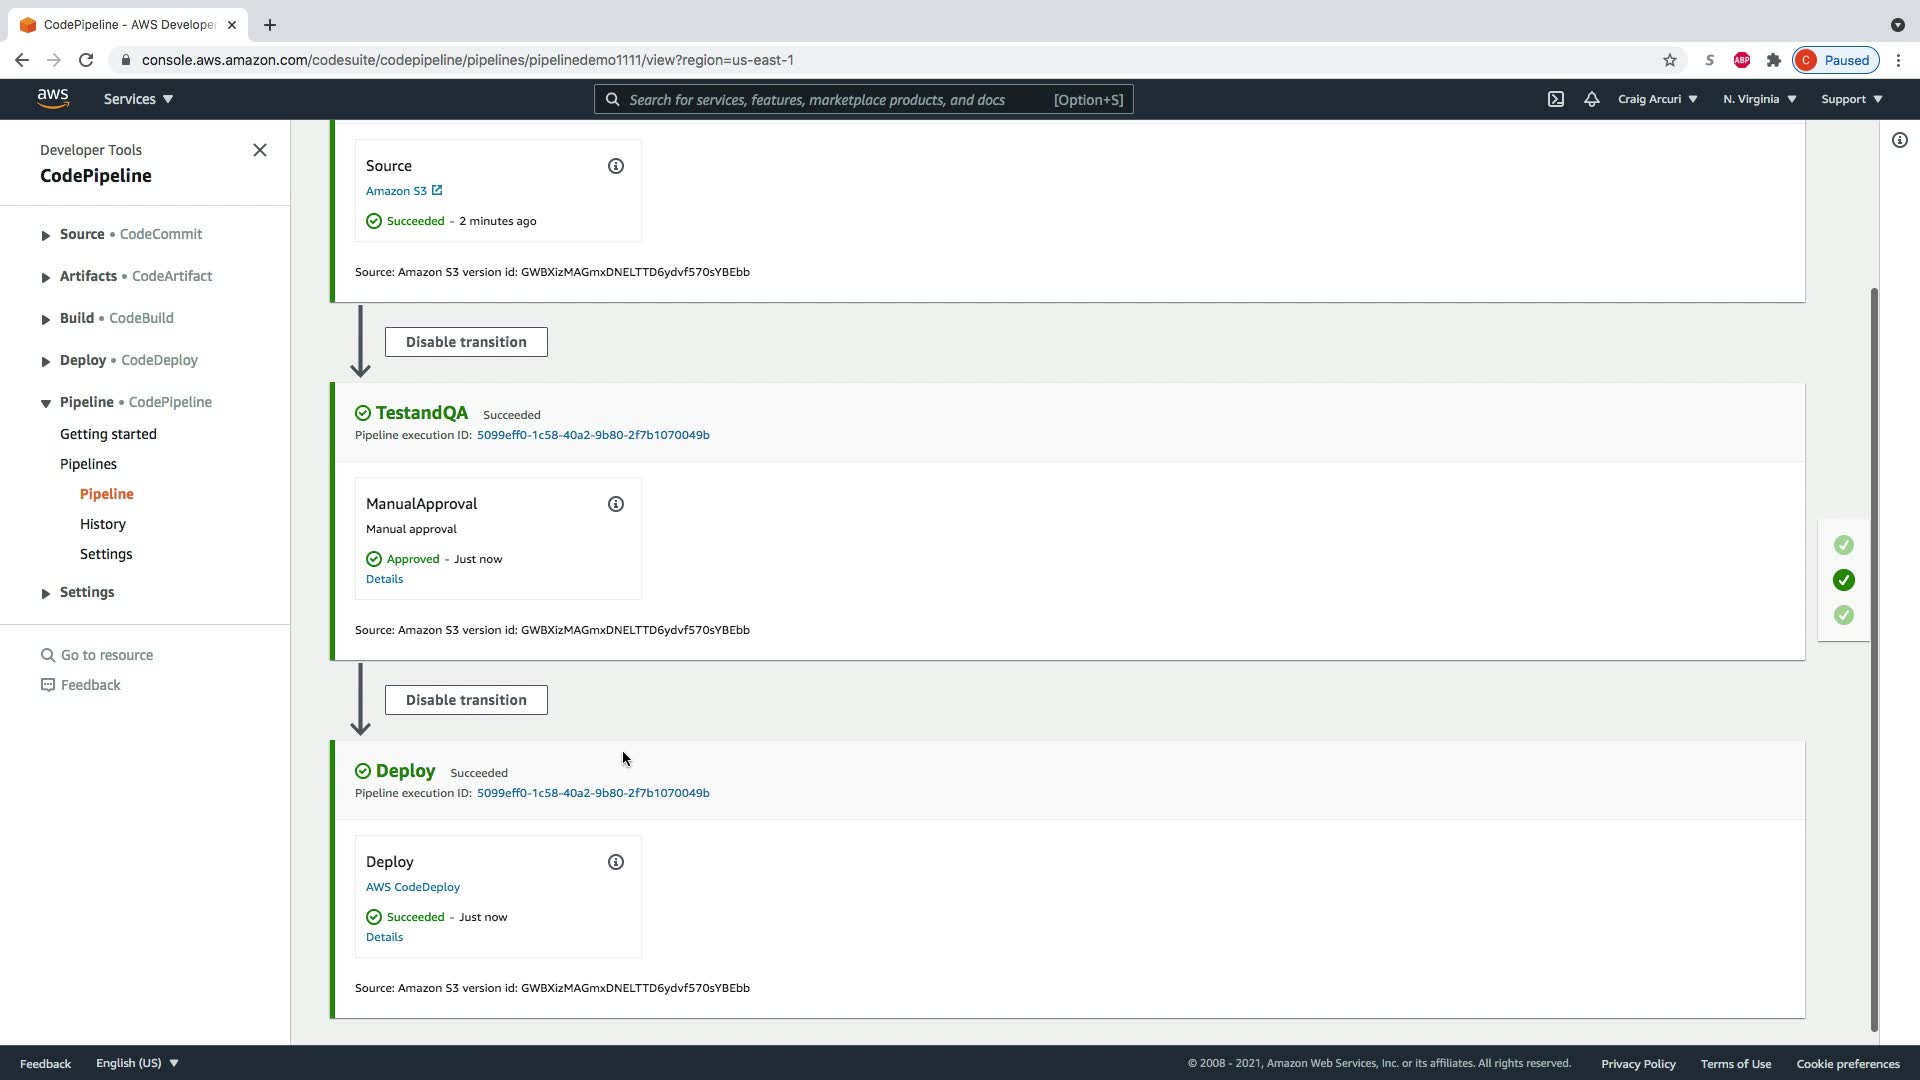 CodePipeline - AWS Developer
console.aws.amazon.com/codesuite/codepipeline/pipelines/pipelinedemo1111/view?region=us-east-1
S
ABP
C
Paused
aws
Services
Search for services, features, marketplace products, and docs
[Option+S]
Craig Arcuri
N. Virginia
Support
Developer Tools
CodePipeline
Source • CodeCommit
Artifacts • CodeArtifact
Build • CodeBuild
Deploy • CodeDeploy
Pipeline • CodePipeline
Getting started
Pipelines
Pipeline
History
Settings
Settings
Go to resource
Feedback
Source
Amazon S3
Succeeded - 2 minutes ago
Source: Amazon S3 version id: GWBXizMAGmxDNELTTD6ydvf570sYBEbb
Disable transition
TestandQA Succeeded
Pipeline execution ID: 5099eff0-1c58-40a2-9b80-2f7b1070049b
ManualApproval
Manual approval
Approved - Just now
Details
Source: Amazon S3 version id: GWBXizMAGmxDNELTTD6ydvf570sYBEbb
Disable transition
Deploy Succeeded
Pipeline execution ID: 5099eff0-1c58-40a2-9b80-2f7b1070049b
Deploy
AWS CodeDeploy
Succeeded - Just now
Details
Source: Amazon S3 version id: GWBXizMAGmxDNELTTD6ydvf570sYBEbb
Feedback
English (US)
© 2008 - 2021, Amazon Web Services, Inc. or its affiliates. All rights reserved.
Privacy Policy
Terms of Use
Cookie preferences